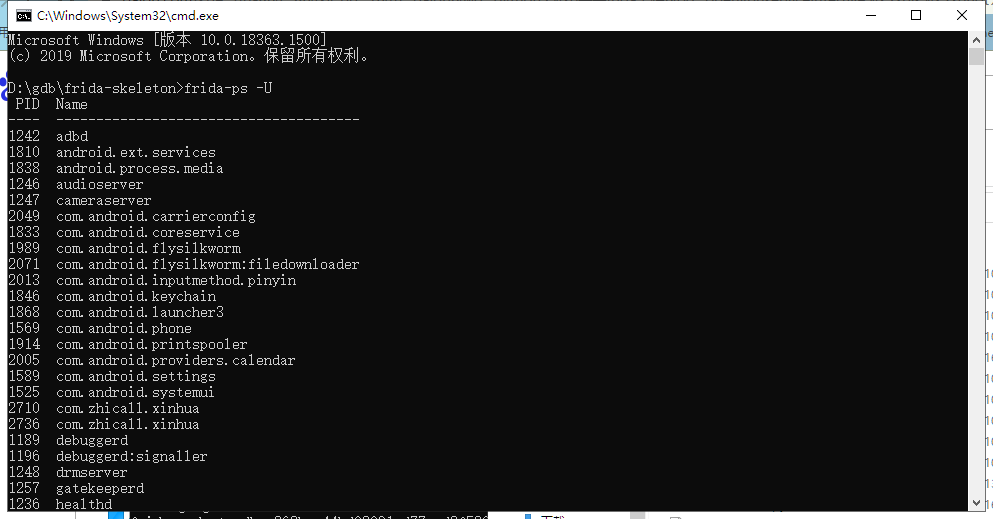 C:\Windows\System32\cmd.exe
Microsoft Windows [版本 10.0.18363.1500]
(c) 2019 Microsoft Corporation。保留所有权利。
D:\gdb\frida-skeleton>frida-ps -U
PID  Name
----  --------------------------------------
1242  adbd
1810  android.ext.services
1838  android.process.media
1246  audioserver
1247  cameraserver
2049  com.android.carrierconfig
1833  com.android.coreservice
1989  com.android.flysilkworm
2071  com.android.flysilkworm:filedownloader
2013  com.android.inputmethod.pinyin
1846  com.android.keychain
1868  com.android.launcher3
1569  com.android.phone
1914  com.android.printspooler
2005  com.android.providers.calendar
1589  com.android.settings
1525  com.android.systemui
2710  com.zhicall.xinhua
2736  com.zhicall.xinhua
1189  debuggerd
1196  debuggerd:signaller
1248  drmserver
1257  gatekeeperd
1236  healthd